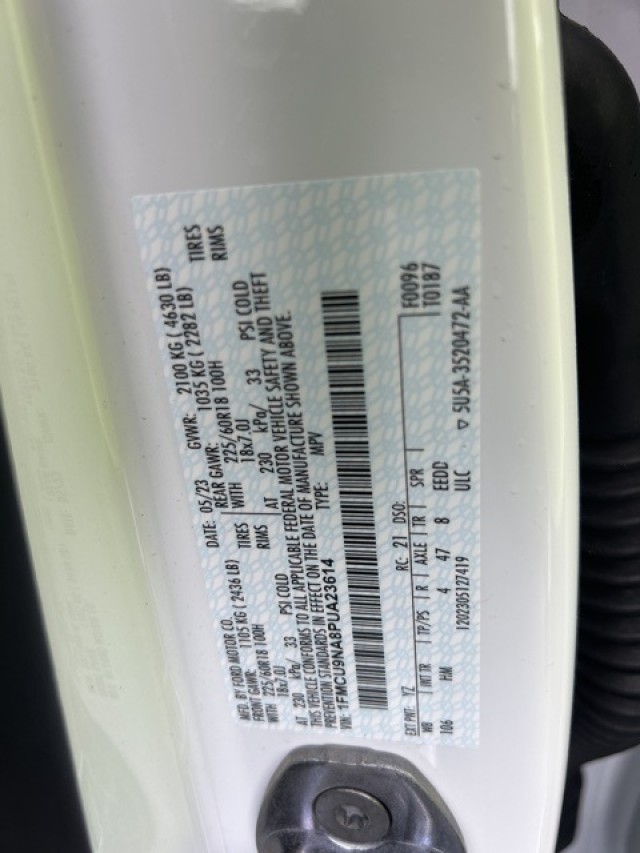 MFD. BY FORD MOTOR CO. DATE: 05/23 GVWR: 2100 KG ( 4630 LB)
FRONT GAWR: 1105 KG ( 2436 LB) REAR GAWR: 1035 KG ( 2282 LB)
225/60R18 100H TIRES 225/60R18 100H TIRES
WITH 18x7.0J RIMS WITH 18x7.0J RIMS
AT 230 kPa/ 33 PSI COLD AT 230 kPa/ 33 PSI COLD
THIS VEHICLE CONFORMS TO ALL APPLICABLE FEDERAL MOTOR VEHICLE SAFETY AND THEFT
PREVENTION STANDARDS IN EFFECT ON THE DATE OF MANUFACTURE SHOWN ABOVE.
VIN: 1FMCU9NA8PUA23614 TYPE: MPV
F0096
EXT PNT: YZ RC: 21 DSO: T0187
WB INT TR TP/PS R AXLE TR SPR
106 HM 4 47 8 EEDD
1202305127419 ULC ▽ 5U5A-3520472-AA